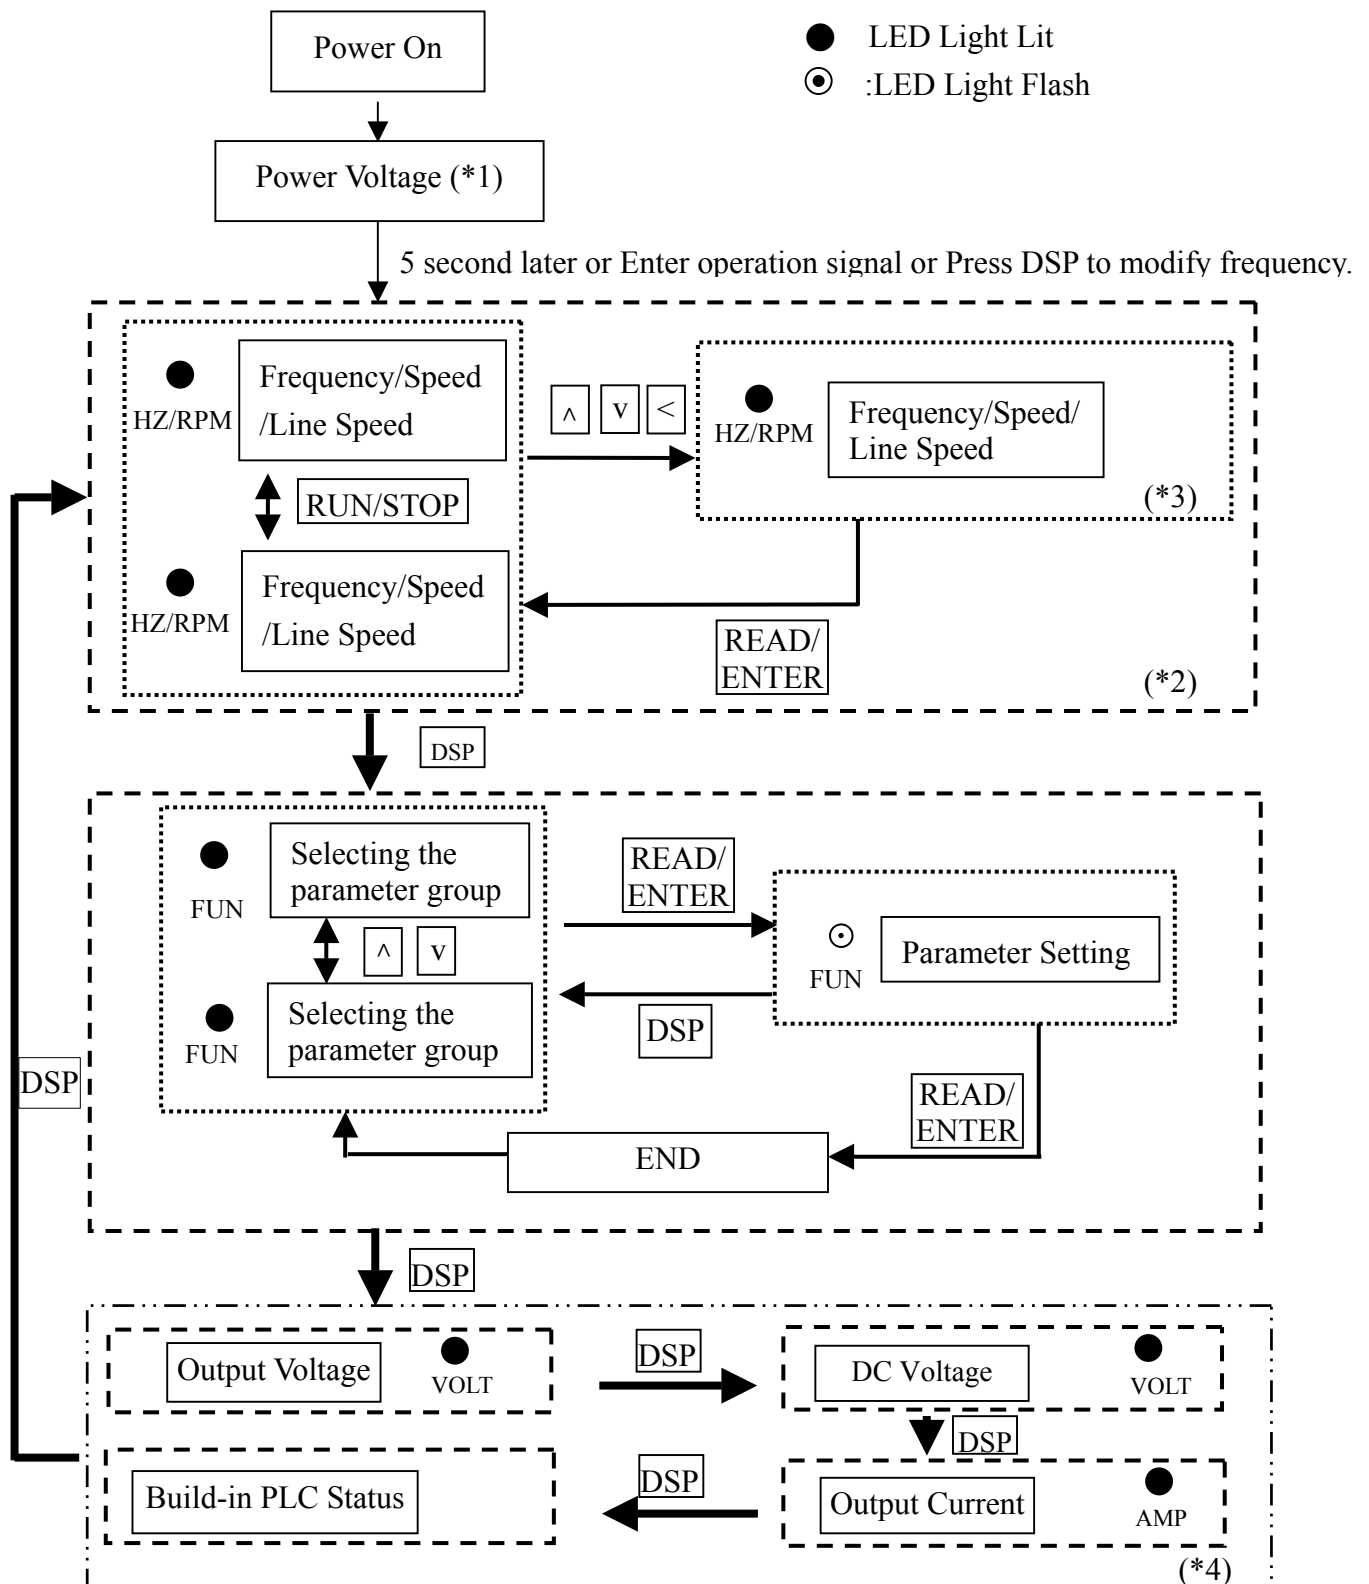 Power On
LED Light Lit
:LED Light Flash
Power Voltage (*1)
5 second later or Enter operation signal or Press DSP to modify frequency.
HZ/RPM
Frequency/Speed
/Line Speed
^ v <
HZ/RPM
Frequency/Speed/
Line Speed
(*3)
RUN/STOP
HZ/RPM
Frequency/Speed
/Line Speed
READ/
ENTER
(*2)
DSP
FUN
Selecting the
parameter group
READ/
ENTER
^ v
FUN
Parameter Setting
FUN
Selecting the
parameter group
DSP
DSP
READ/
ENTER
END
DSP
Output Voltage
VOLT
DSP
DC Voltage
VOLT
DSP
Build-in PLC Status
DSP
Output Current
AMP
(*4)